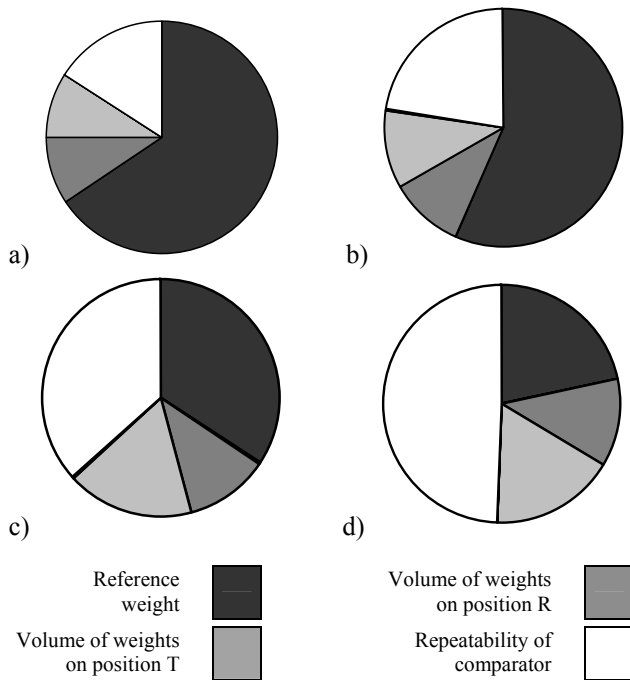 a)
b)
c)
d)
Reference
weight
Volume of weights
on position R
Volume of weights
on position T
Repeatability of
comparator